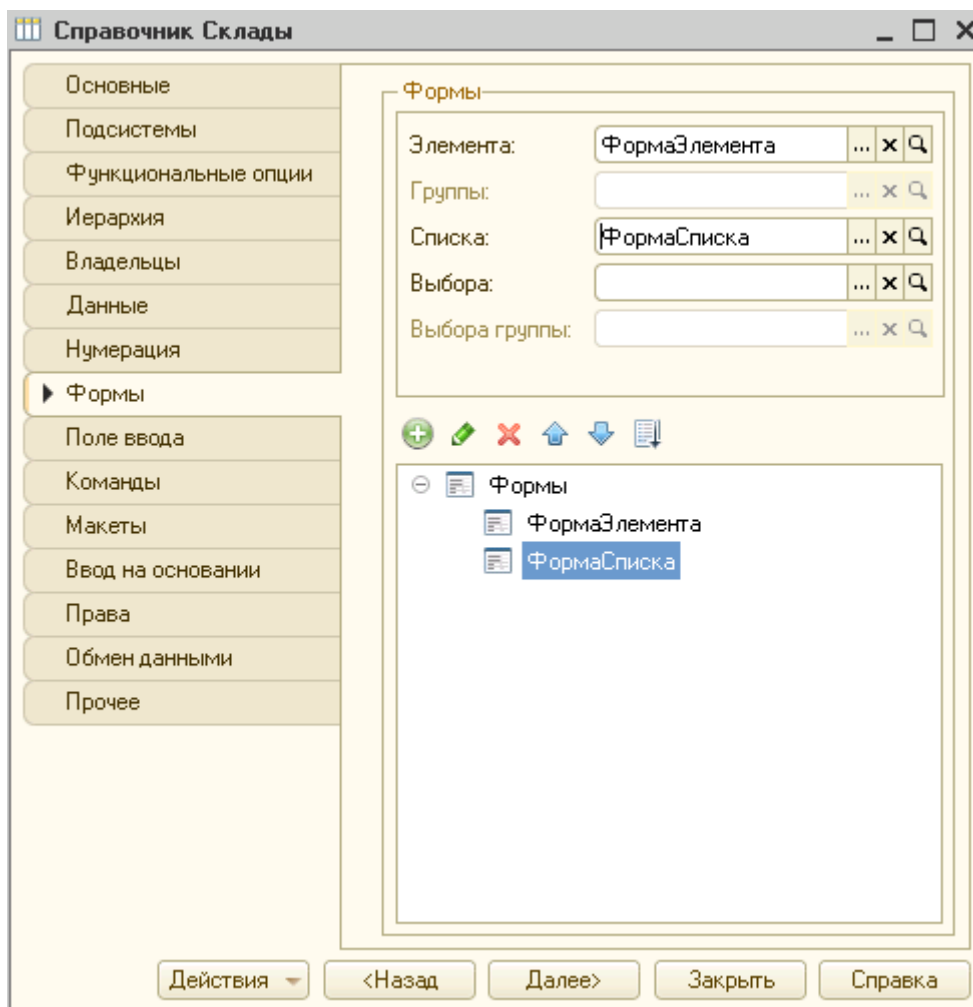 Справочник Склады
Основные
Подсистемы
Функциональные опции
Иерархия
Владельцы
Данные
Нумерация
Формы
Поле ввода
Команды
Макеты
Ввод на основании
Права
Обмен данными
Прочее
Формы
Элемента: ФормаЭлемента ...
Группы: ...
Списка: ФормаСписка ...
Выбора: ...
Выбора группы: ...
Формы
ФормаЭлемента
ФормаСписка
Действия <Назад Далее> Закрыть Справка